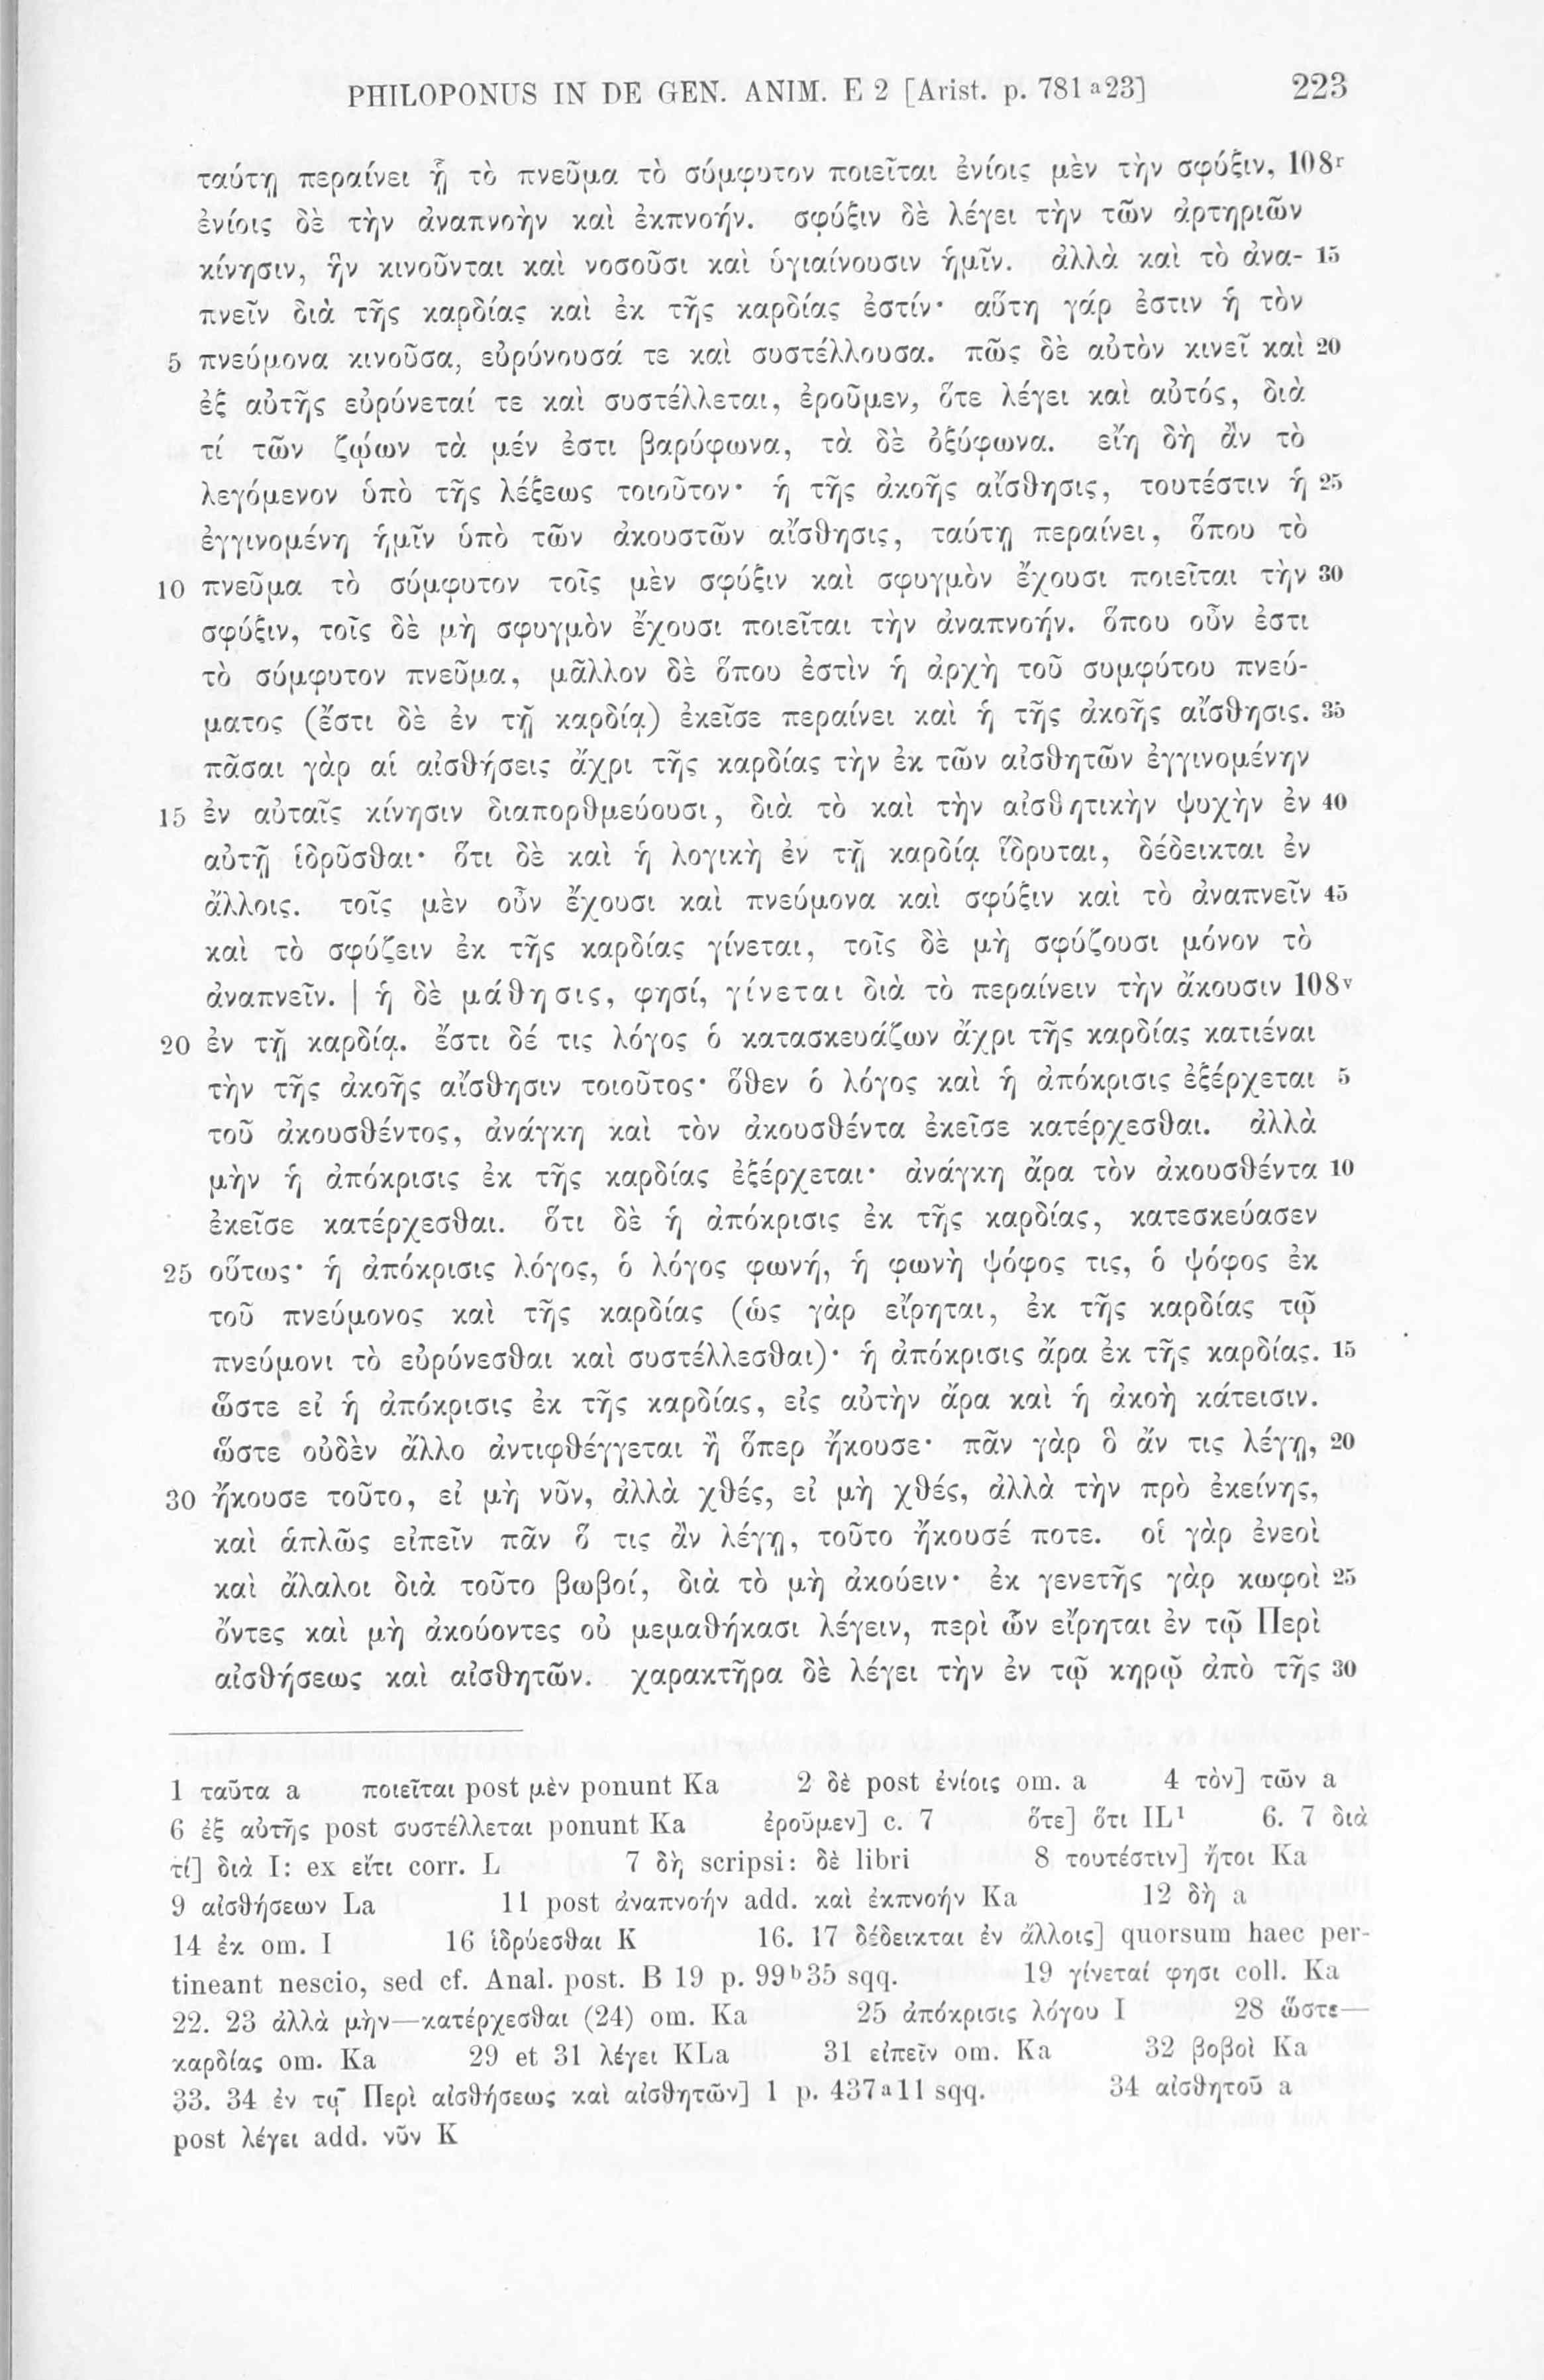 PHILOPONUS IN DE GEN. ANIM. E 2 [Arist. p. 781 a 23] 223
ταύτῃ περαίνει ᾗ τὸ πνεῦμα τὸ σύμφυτον ποιεῖται ἐνίοις μὲν τὴν σφύξιν, 108r
ἐνίοις δὲ τὴν ἀναπνοὴν καὶ ἐκπνοήν. σφύξιν δὲ λέγει τὴν τῶν ἀρτηριῶν
κίνησιν, ἣν κινοῦνται καὶ νοσοῦσι καὶ ὑγιαίνουσιν ἡμῖν. ἀλλὰ καὶ τὸ ἀνα- 15
πνεῖν διὰ τῆς καρδίας καὶ ἐκ τῆς καρδίας ἐστίν· αὕτη γάρ ἐστιν ἡ τὸν
5 πνεύμονα κινοῦσα, εὐρύνουσά τε καὶ συστέλλουσα. πῶς δὲ αὐτὸν κινεῖ καὶ 20
ἐξ αὐτῆς εὐρύνεταί τε καὶ συστέλλεται, ἐροῦμεν, ὅτε λέγει καὶ αὐτός, διὰ
τί τῶν ζῴων τὰ μέν ἐστι βαρύφωνα, τὰ δὲ ὀξύφωνα. εἴη δὴ ἂν τὸ
λεγόμενον ὑπὸ τῆς λέξεως τοιοῦτον· ἡ τῆς ἀκοῆς αἴσθησις, τουτέστιν ἡ 25
ἐγγινομένη ἡμῖν ὑπὸ τῶν ἀκουστῶν αἴσθησις, ταύτῃ περαίνει, ὅπου τὸ
10 πνεῦμα τὸ σύμφυτον τοῖς μὲν σφύξιν καὶ σφυγμὸν ἔχουσι ποιεῖται τὴν 30
σφύξιν, τοῖς δὲ μὴ σφυγμὸν ἔχουσι ποιεῖται τὴν ἀναπνοήν. ὅπου οὖν ἐστι
τὸ σύμφυτον πνεῦμα, μᾶλλον δὲ ὅπου ἐστὶν ἡ ἀρχὴ τοῦ συμφύτου πνεύ-
ματος (ἔστι δὲ ἐν τῇ καρδίᾳ) ἐκεῖσε περαίνει καὶ ἡ τῆς ἀκοῆς αἴσθησις. 35
πᾶσαι γὰρ αἱ αἰσθήσεις ἄχρι τῆς καρδίας τὴν ἐκ τῶν αἰσθητῶν ἐγγινομένην
15 ἐν αὐταῖς κίνησιν διαπορθμεύουσι, διὰ τὸ καὶ τὴν αἰσθητικὴν ψυχὴν ἐν 40
αὐτῇ ἱδρῦσθαι· ὅτι δὲ καὶ ἡ λογικὴ ἐν τῇ καρδίᾳ ἵδρυται, δέδεικται ἐν
ἄλλοις. τοῖς μὲν οὖν ἔχουσι καὶ πνεύμονα καὶ σφύξιν καὶ τὸ ἀναπνεῖν 45
καὶ τὸ σφύζειν ἐκ τῆς καρδίας γίνεται, τοῖς δὲ μὴ σφύζουσι μόνον τὸ
ἀναπνεῖν. | ἡ δὲ μάθησις, φησί, γίνεται διὰ τὸ περαίνειν τὴν ἄκουσιν 108v
20 ἐν τῇ καρδίᾳ. ἔστι δέ τις λόγος ὁ κατασκευάζων ἄχρι τῆς καρδίας κατιέναι
τὴν τῆς ἀκοῆς αἴσθησιν τοιοῦτος· ὅθεν ὁ λόγος καὶ ἡ ἀπόκρισις ἐξέρχεται 5
τοῦ ἀκουσθέντος, ἀνάγκη καὶ τὸν ἀκουσθέντα ἐκεῖσε κατέρχεσθαι. ἀλλὰ
μὴν ἡ ἀπόκρισις ἐκ τῆς καρδίας ἐξέρχεται· ἀνάγκη ἄρα τὸν ἀκουσθέντα 10
ἐκεῖσε κατέρχεσθαι. ὅτι δὲ ἡ ἀπόκρισις ἐκ τῆς καρδίας, κατεσκεύασεν
25 οὕτως· ἡ ἀπόκρισις λόγος, ὁ λόγος φωνή, ἡ φωνὴ ψόφος τις, ὁ ψόφος ἐκ
τοῦ πνεύμονος καὶ τῆς καρδίας (ὡς γὰρ εἴρηται, ἐκ τῆς καρδίας τῷ
πνεύμονι τὸ εὐρύνεσθαι καὶ συστέλλεσθαι)· ἡ ἀπόκρισις ἄρα ἐκ τῆς καρδίας. 15
ὥστε εἰ ἡ ἀπόκρισις ἐκ τῆς καρδίας, εἰς αὐτὴν ἄρα καὶ ἡ ἀκοὴ κάτεισιν.
ὥστε οὐδὲν ἄλλο ἀντιφθέγγεται ἢ ὅπερ ἤκουσε· πᾶν γὰρ ὃ ἄν τις λέγῃ, 20
30 ἤκουσε τοῦτο, εἰ μὴ νῦν, ἀλλὰ χθές, εἰ μὴ χθές, ἀλλὰ τὴν πρὸ ἐκείνης,
καὶ ἁπλῶς εἰπεῖν πᾶν ὅ τις ἂν λέγῃ, τοῦτο ἤκουσέ ποτε. οἱ γὰρ ἐνεοὶ
καὶ ἄλαλοι διὰ τοῦτο βωβοί, διὰ τὸ μὴ ἀκούειν· ἐκ γενετῆς γὰρ κωφοὶ 25
ὄντες καὶ μὴ ἀκούοντες οὐ μεμαθήκασι λέγειν, περὶ ὧν εἴρηται ἐν τῷ Περὶ
αἰσθήσεως καὶ αἰσθητῶν. χαρακτῆρα δὲ λέγει τὴν ἐν τῷ κηρῷ ἀπὸ τῆς 30
1 ταῦτα a ποιεῖται post μὲν ponunt Ka 2 δὲ post ἐνίοις om. a 4 τὸν] τῶν a
6 ἐξ αὐτῆς post συστέλλεται ponunt Ka ἐροῦμεν] c. 7 ὅτε] ὅτι IL¹ 6. 7 διὰ
τί] διὰ I: ex εἴτι corr. L 7 δὴ scripsi: δὲ libri 8 τουτέστιν] ἤτοι Ka
9 αἰσθήσεων La 11 post ἀναπνοήν add. καὶ ἐκπνοήν Ka 12 δὴ a
14 ἐκ om. I 16 ἱδρύεσθαι K 16. 17 δέδεικται ἐν ἄλλοις] quorsum haec per-
tineant nescio, sed cf. Anal. post. B 19 p. 99b35 sqq. 19 γίνεταί φησι coll. Ka
22. 23 ἀλλὰ μὴν—κατέρχεσθαι (24) om. Ka 25 ἀπόκρισις λόγου I 28 ὥστε—
καρδίας om. Ka 29 et 31 λέγει KLa 31 εἰπεῖν om. Ka 32 βοβοὶ Ka
33. 34 ἐν τῷ Περὶ αἰσθήσεως καὶ αἰσθητῶν] 1 p. 437a11 sqq. 34 αἰσθητοῦ a
post λέγει add. νῦν K